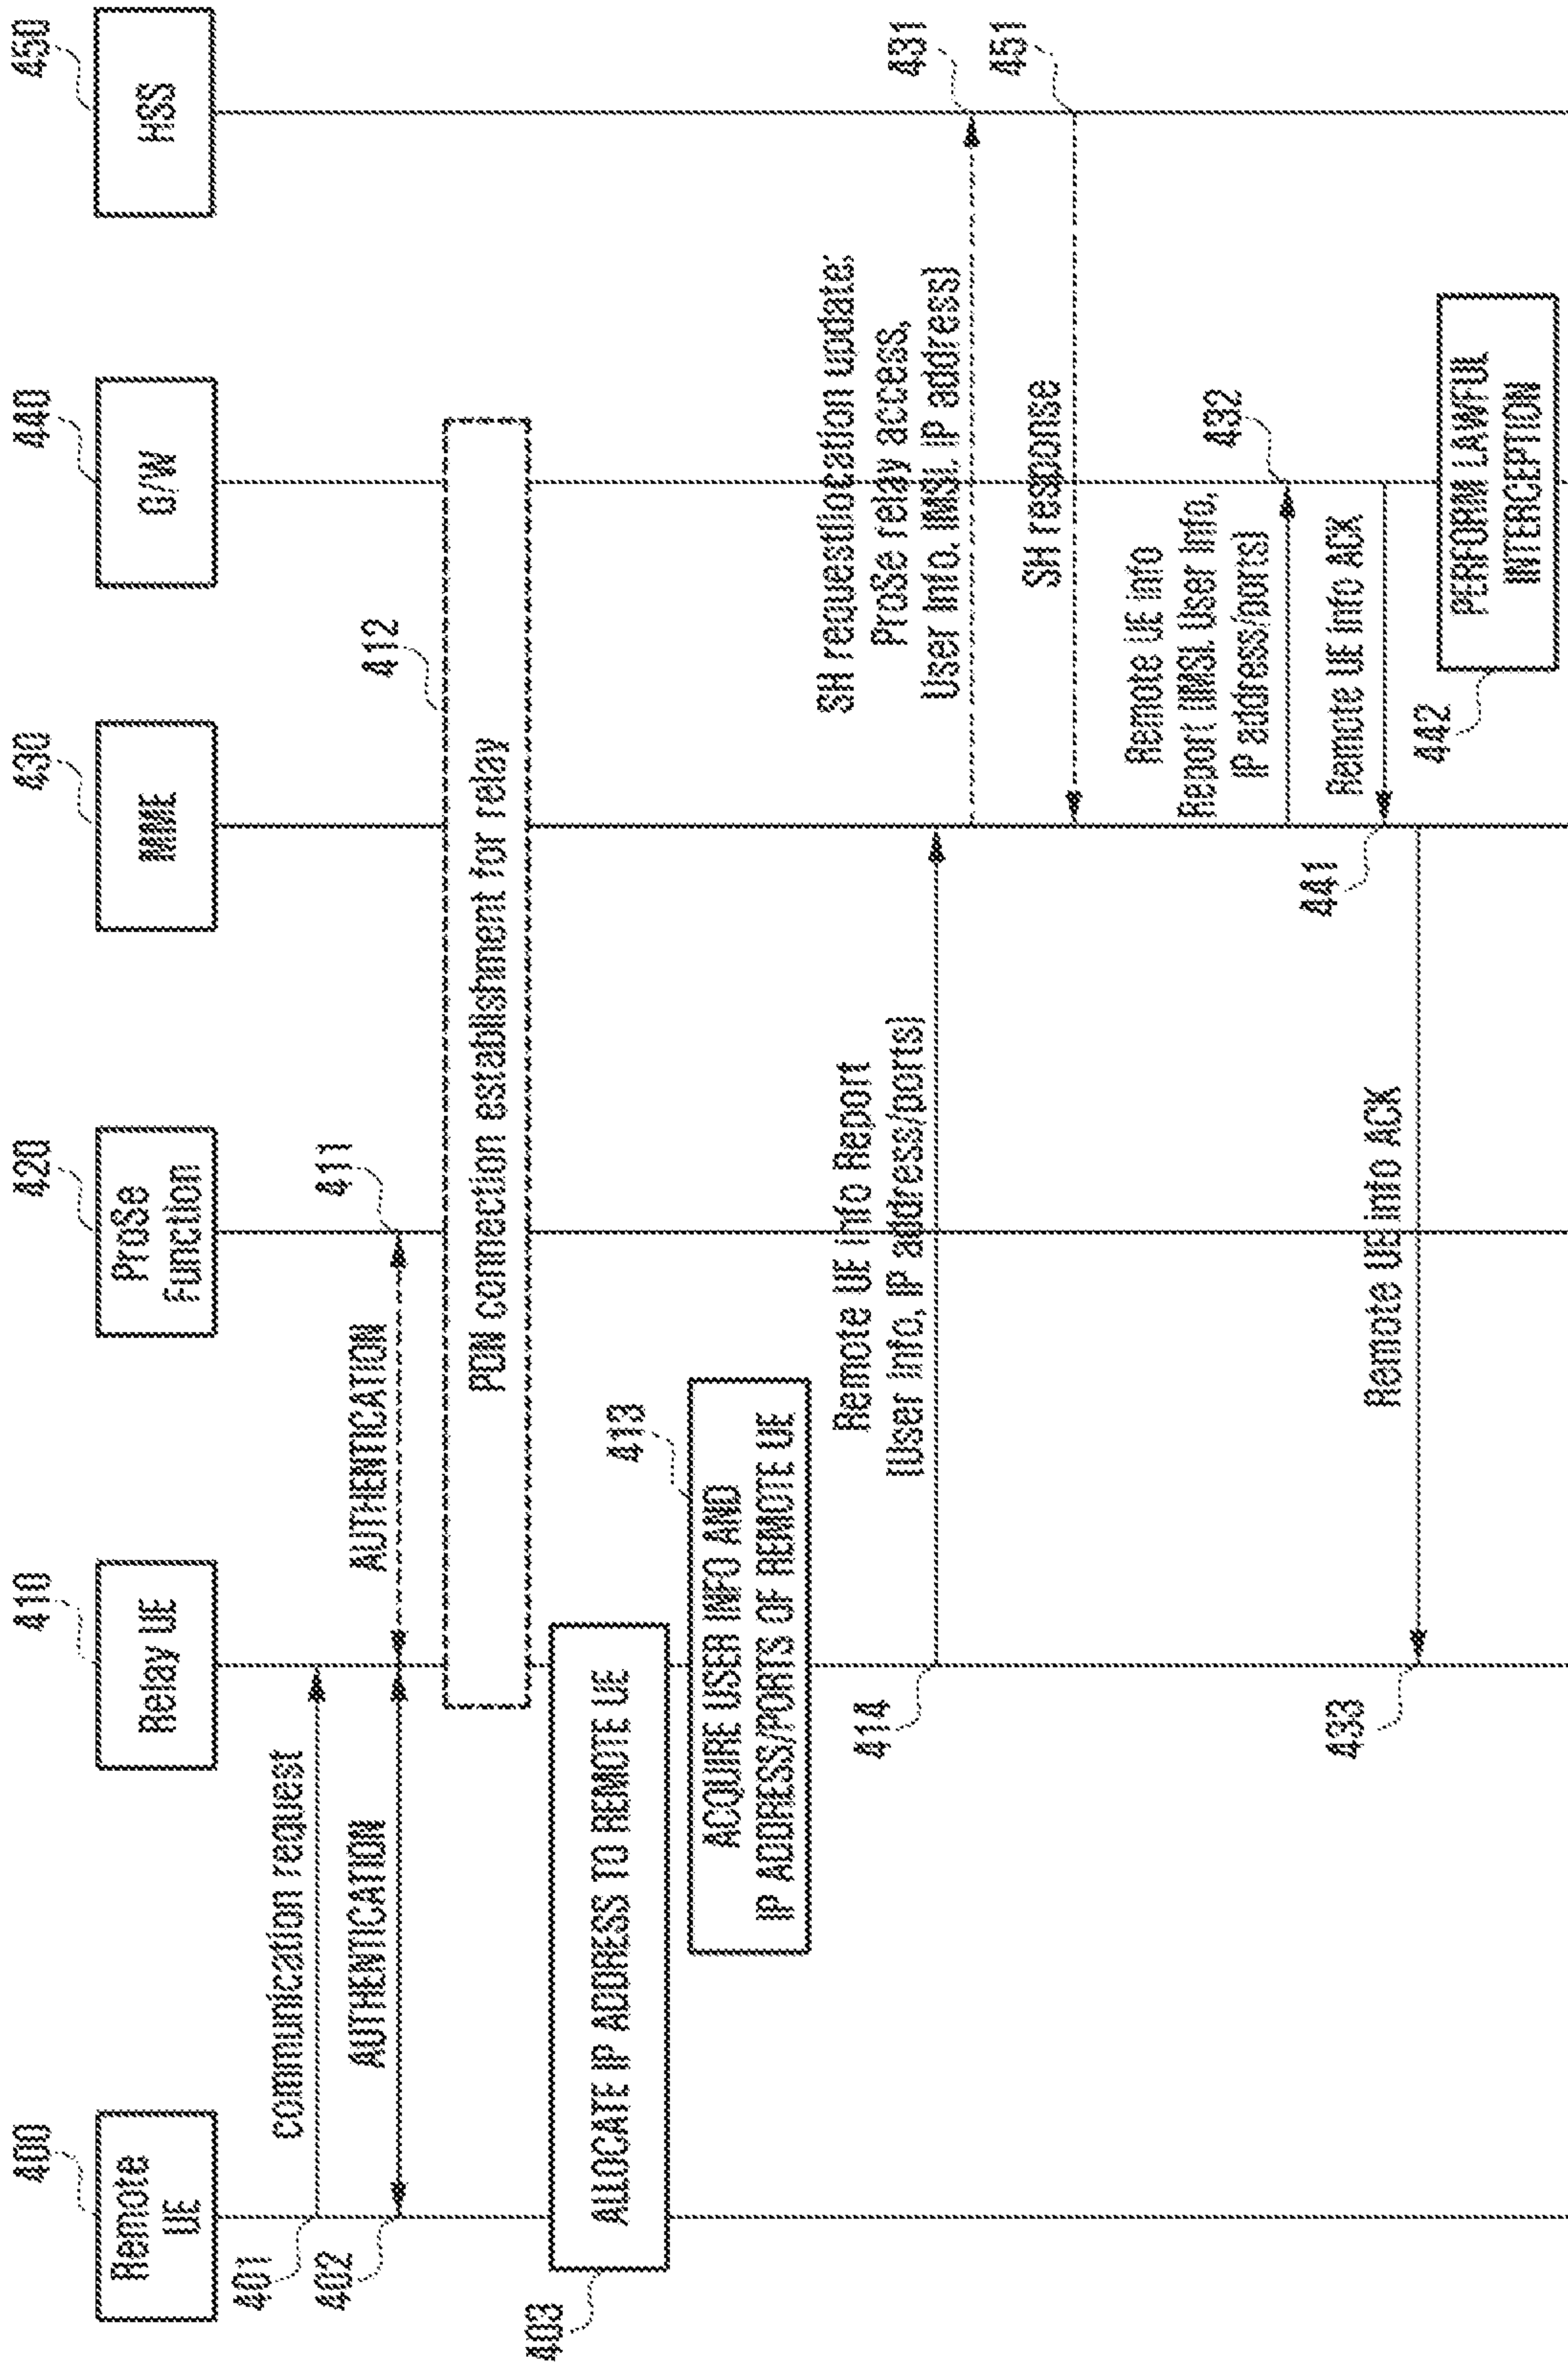 400
410
420
430
440
450
Remote
UE
Relay UE
ProSe
Function
MME
G/W
HSS
401
communication request
402
AUTHENTICATION
AUTHENTICATION
411
412
PDN connection establishment for relay
403
ALLOCATE IP ADDRESS TO REMOTE UE
413
ACQUIRE USER INFO AND
IP ADDRESS/PORTS OF REMOTE UE
414
Remote UE info Report
(User Info, IP address/ports)
SH request(location update:
ProSe relay access,
User Info, IMSI, IP address)
431
SH response
451
Remote UE info
Report (IMSI, User Info,
IP address/ports)
432
441
Remote UE info ACK
433
Remote UE info ACK
442
PERFORM LAWFUL
INTERCEPTION